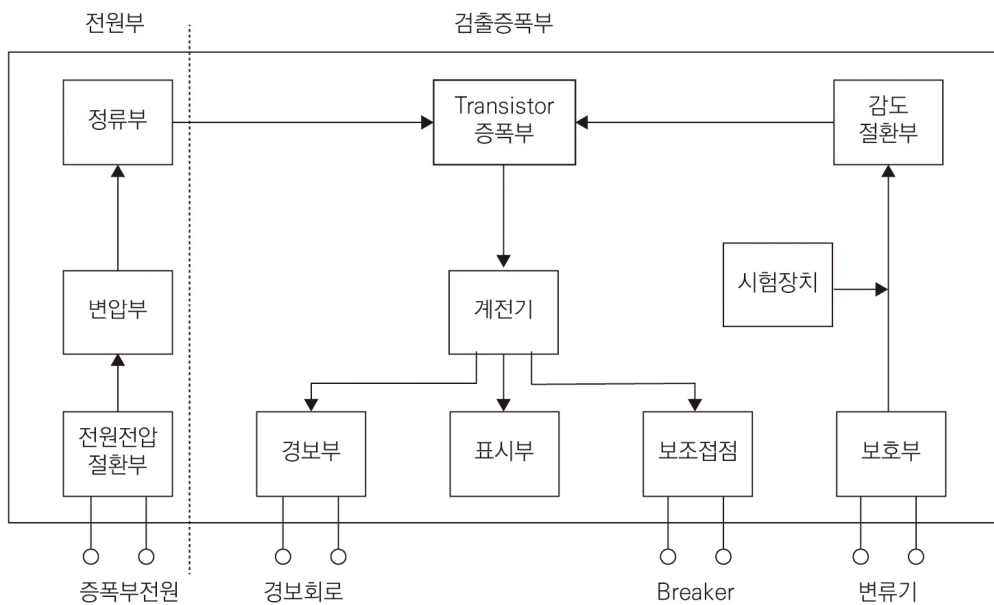 전원부
검출증폭부
정류부
Transistor
증폭부
감도
절환부
변압부
계전기
시험장치
전원전압
절환부
경보부
표시부
보조접점
보호부
증폭부전원
경보회로
Breaker
변류기